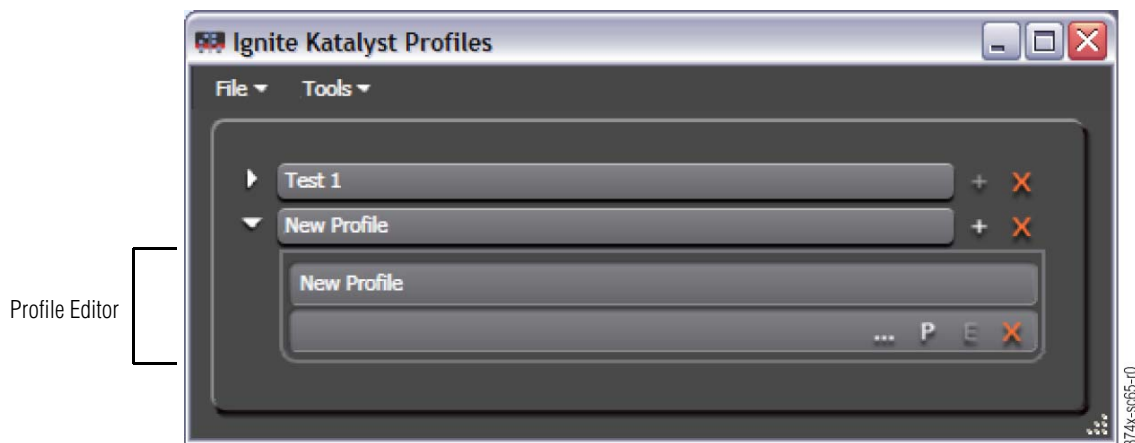 Ignite Katalyst Profiles
File Tools
Test 1 + X
New Profile + X
Profile Editor
New Profile
... P E X
374x-sc65-r0